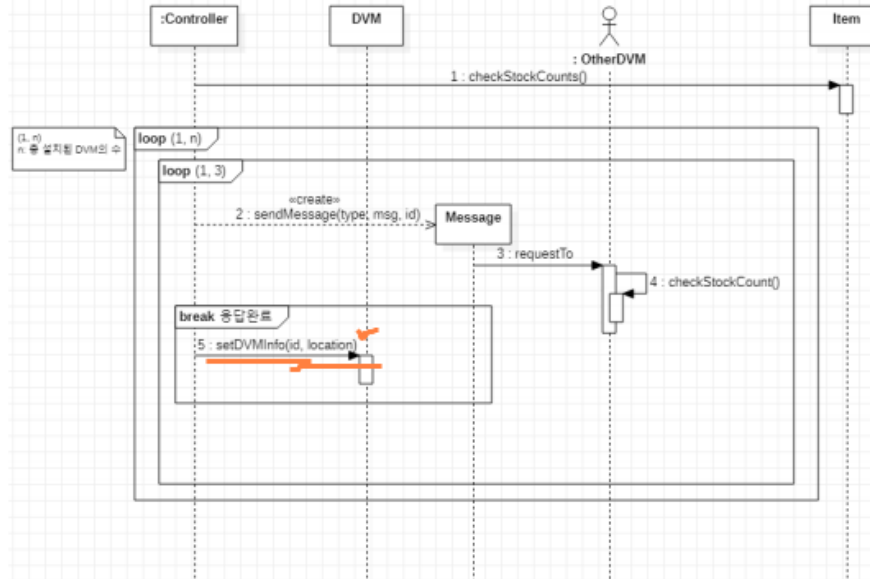 :Controller
DVM
: OtherDVM
Item
1 : checkStockCounts()
(1, n)
n: 총 설치된 DVM의 수
loop (1, n)
loop (1, 3)
«create»
2 : sendMessage(type, msg, id)
Message
3 : requestTo
4 : checkStockCount()
break 응답완료
5 : setDVMInfo(id, location)